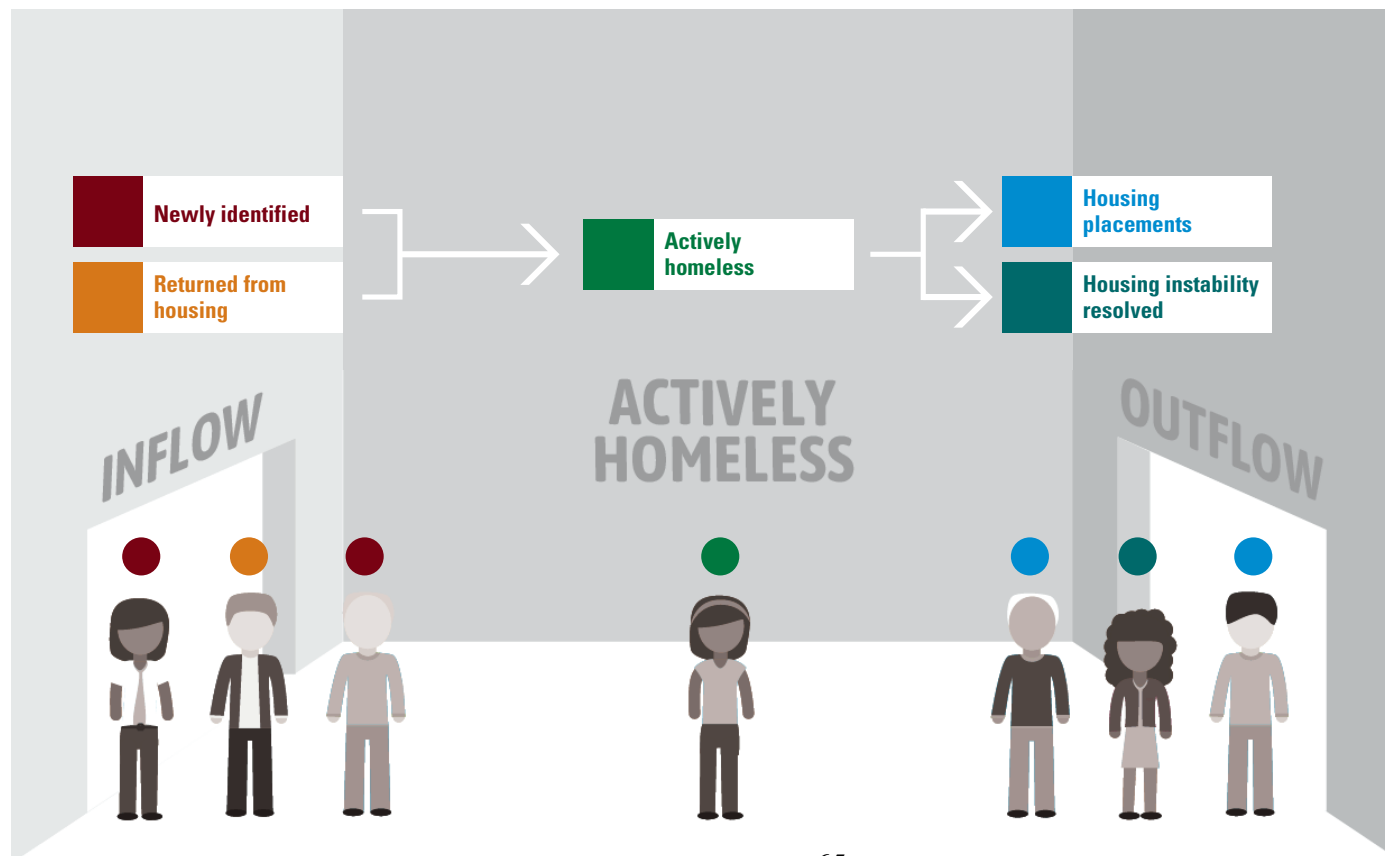 Newly identified
Returned from
housing
Actively
homeless
Housing
placements
Housing instability
resolved
INFLOW
ACTIVELY
HOMELESS
OUTFLOW